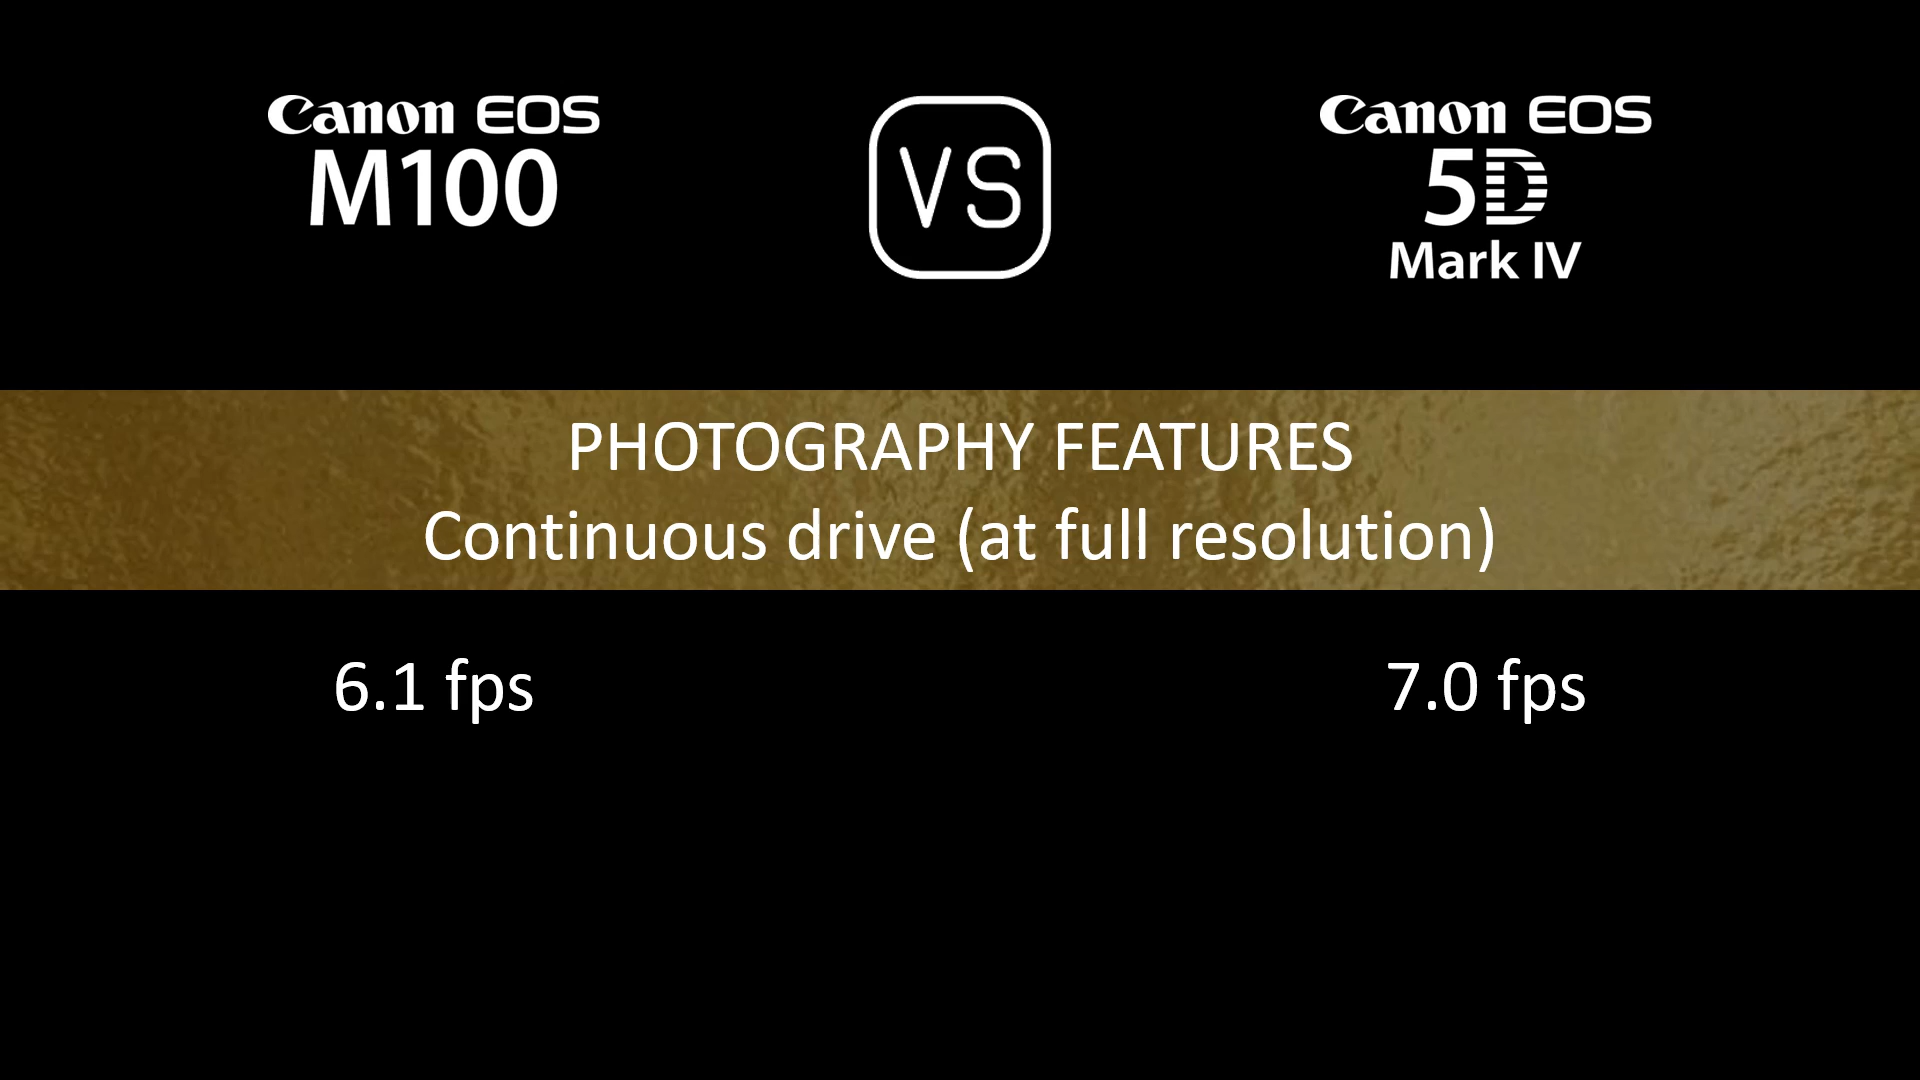 Canon EOS
M100
VS
Canon EOS
5D
Mark IV
PHOTOGRAPHY FEATURES
Continuous drive (at full resolution)
6.1 fps
7.0 fps